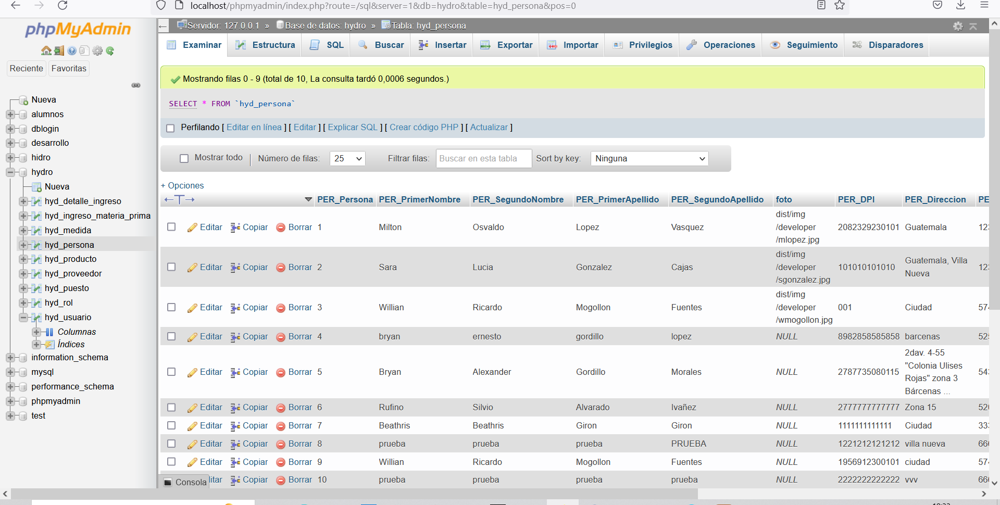 localhost/phpmyadmin/index.php?route=/sql&server=1&db=hydro&table=hyd_persona&pos=0
phpMyAdmin
Reciente Favoritas
Nueva
alumnos
dblogin
desarrollo
hidro
hydro
Nueva
hyd_detalle_ingreso
hyd_ingreso_materia_prima
hyd_medida
hyd_persona
hyd_producto
hyd_proveedor
hyd_puesto
hyd_rol
hyd_usuario
Columnas
Índices
information_schema
mysql
performance_schema
phpmyadmin
test
Servidor: 127.0.0.1 » Base de datos: hydro » Tabla: hyd_persona
Examinar Estructura SQL Buscar Insertar Exportar Importar Privilegios Operaciones Seguimiento Disparadores
Mostrando filas 0 - 9 (total de 10, La consulta tardó 0,0006 segundos.)
SELECT * FROM `hyd_persona`
Perfilando [ Editar en línea ] [ Editar ] [ Explicar SQL ] [ Crear código PHP ] [ Actualizar ]
Mostrar todo | Número de filas: 25 Filtrar filas: Buscar en esta tabla Sort by key: Ninguna
+ Opciones
←T→ PER_Persona PER_PrimerNombre PER_SegundoNombre PER_PrimerApellido PER_SegundoApellido foto PER_DPI PER_Direccion PE
Editar Copiar Borrar 1 Milton Osvaldo Lopez Vasquez dist/img/developer/mlopez.jpg 2082329230101 Guatemala 12
Editar Copiar Borrar 2 Sara Lucia Gonzalez Cajas dist/img/developer/sgonzalez.jpg 101010101010 Guatemala, Villa Nueva 12
Editar Copiar Borrar 3 Willian Ricardo Mogollon Fuentes dist/img/developer/wmogollon.jpg 001 Ciudad 57
Editar Copiar Borrar 4 bryan ernesto gordillo lopez NULL 8982858585858 barcenas 52
Editar Copiar Borrar 5 Bryan Alexander Gordillo Morales NULL 2787735080115 2dav. 4-55 "Colonia Ulises Rojas" zona 3 Bárcenas ... 54
Editar Copiar Borrar 6 Rufino Silvio Alvarado Ivañez NULL 2777777777777 Zona 15 52
Editar Copiar Borrar 7 Beathris Beathris Giron Giron NULL 1111111111111 Ciudad 33
Editar Copiar Borrar 8 prueba prueba prueba PRUEBA NULL 1221212121212 villa nueva 66
Editar Copiar Borrar 9 Willian Ricardo Mogollon Fuentes NULL 1956912300101 ciudad 57
Consola itar Copiar Borrar 10 prueba prueba prueba prueba NULL 2222222222222 vvv 66